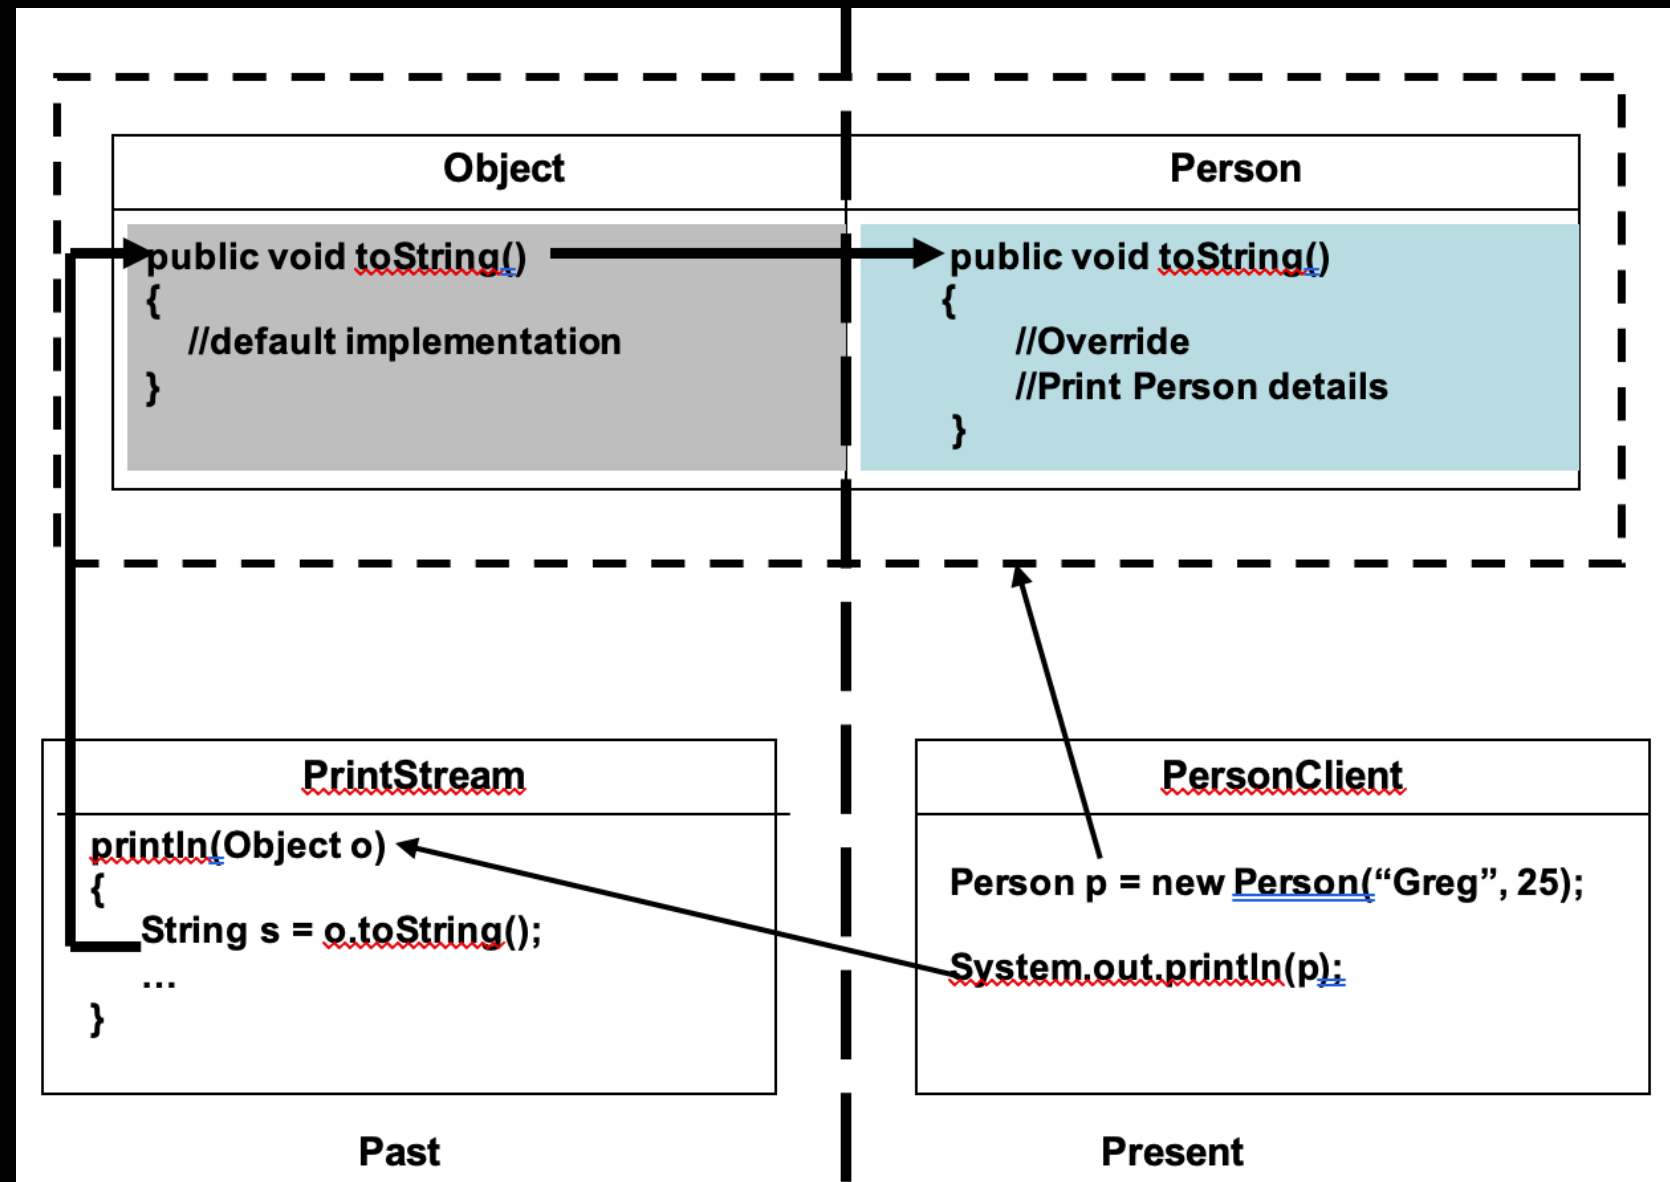 Object
public void toString()
{
//default implementation
}
Person
public void toString()
{
//Override
//Print Person details
}
PrintStream
println(Object o)
{
String s = o.toString();
...
}
PersonClient
Person p = new Person(“Greg”, 25);
System.out.println(p);
Past
Present